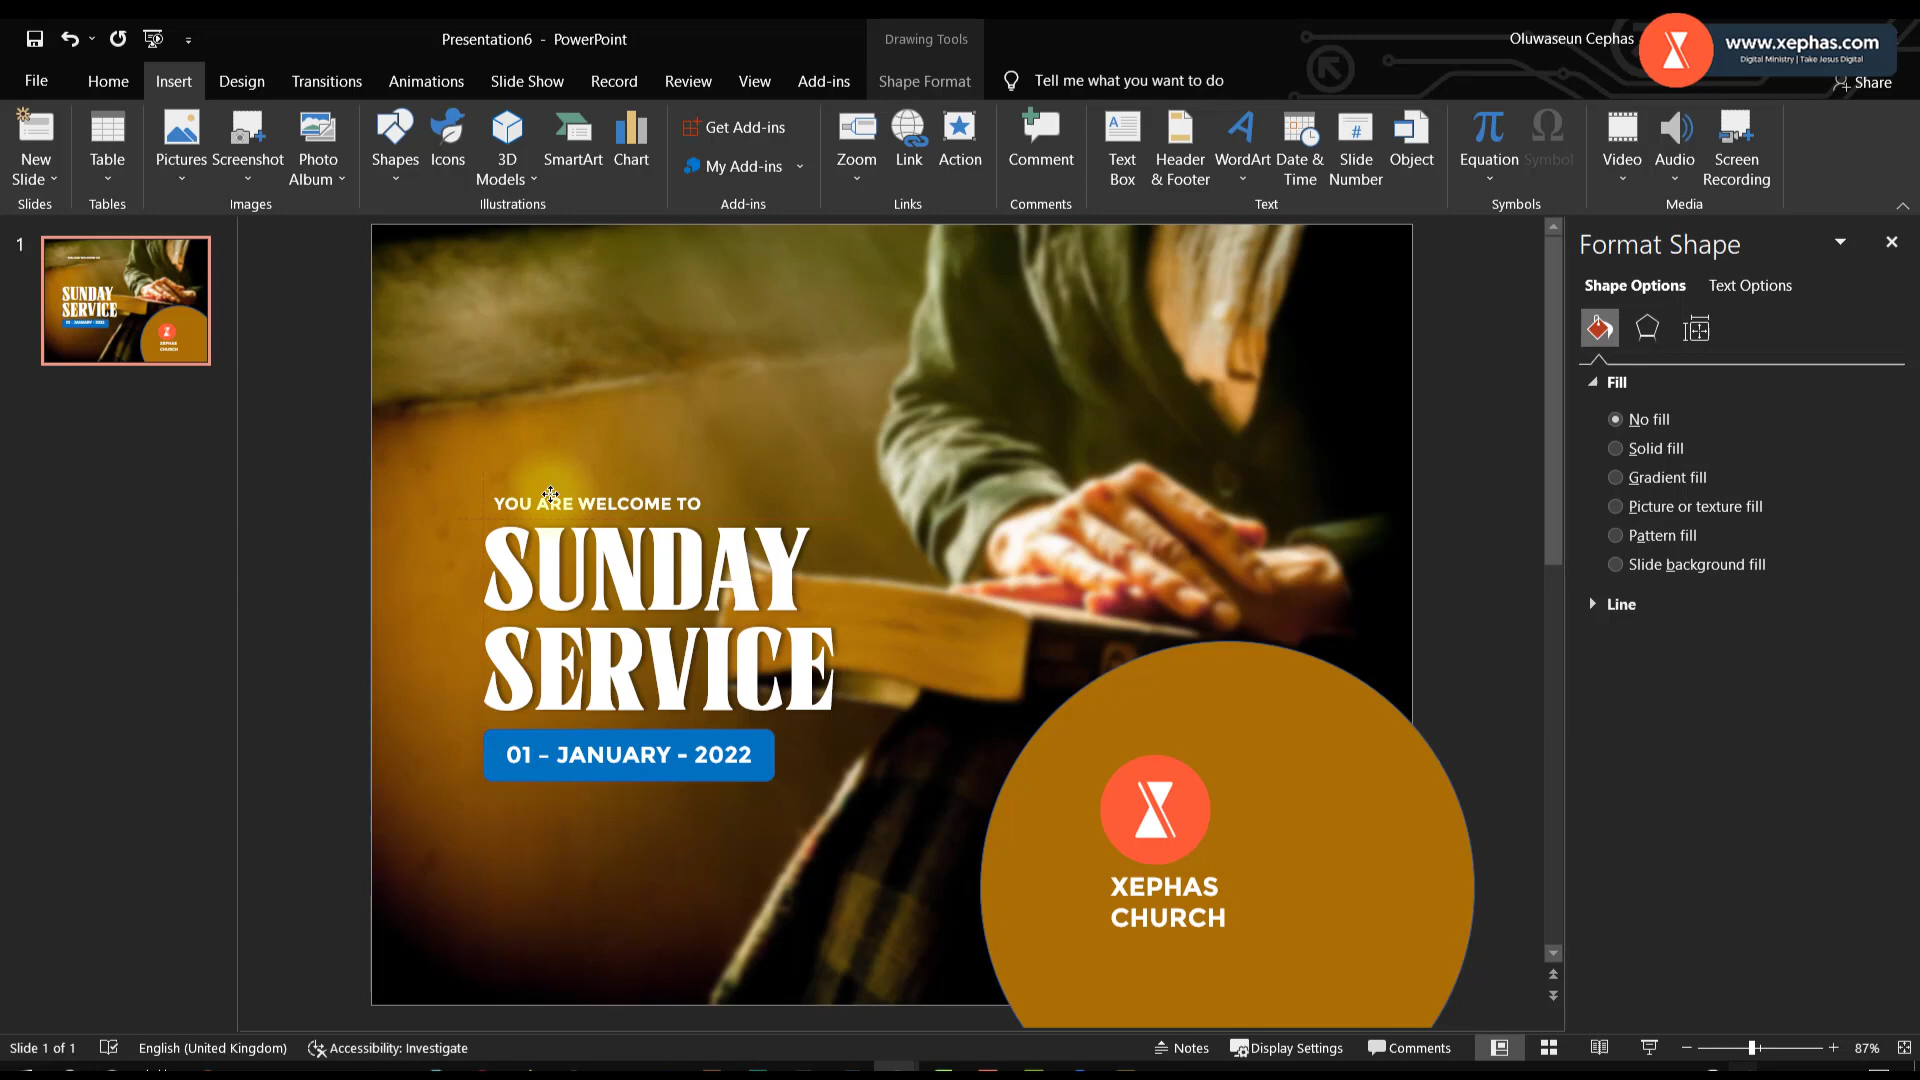 Presentation6 - PowerPoint
Drawing Tools
Oluwaseun Cephas
www.xephas.com
Digital Ministry | Take Jesus Digital
File
Home
Insert
Design
Transitions
Animations
Slide Show
Record
Review
View
Add-ins
Shape Format
Tell me what you want to do
Share
New
Slide
Table
Pictures
Screenshot
Photo
Album
Shapes
Icons
3D
Models
SmartArt
Chart
Get Add-ins
My Add-ins
Zoom
Link
Action
Comment
Text
Box
Header
& Footer
WordArt
Date &
Time
Slide
Number
Object
Equation
Symbol
Video
Audio
Screen
Recording
Slides
Tables
Images
Illustrations
Add-ins
Links
Comments
Text
Symbols
Media
1
SUNDAY
SERVICE
01 - JANUARY - 2022
XEPHAS
CHURCH
YOU ARE WELCOME TO
SUNDAY
SERVICE
01 – JANUARY - 2022
XEPHAS
CHURCH
Format Shape
Shape Options
Text Options
Fill
No fill
Solid fill
Gradient fill
Picture or texture fill
Pattern fill
Slide background fill
Line
Slide 1 of 1
English (United Kingdom)
Accessibility: Investigate
Notes
Display Settings
Comments
87%